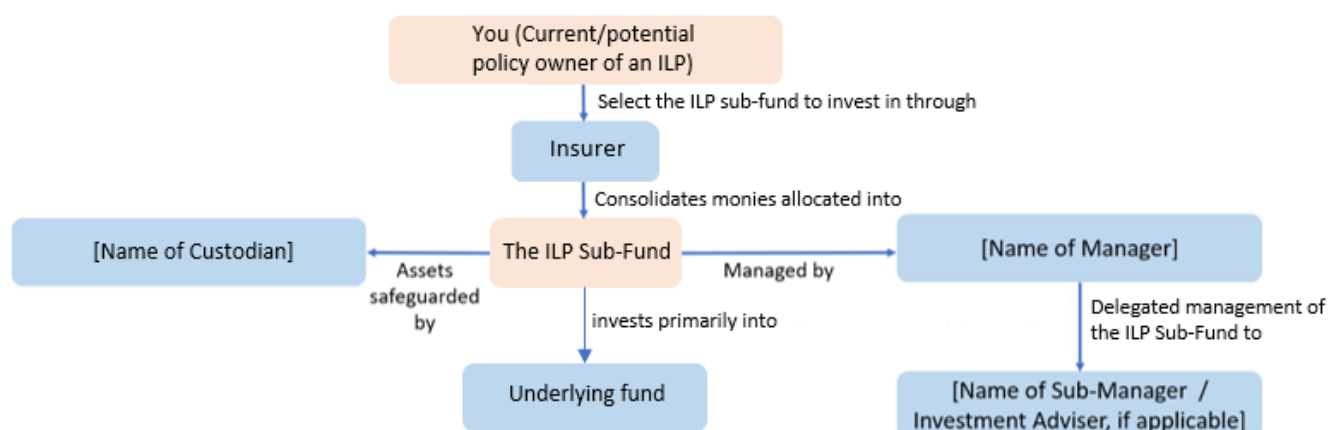 You (Current/potential
policy owner of an ILP)
Select the ILP sub-fund to invest in through
Insurer
Consolidates monies allocated into
[Name of Custodian]
Assets
safeguarded
by
The ILP Sub-Fund
Managed by
[Name of Manager]
invests primarily into
Delegated management of
the ILP Sub-Fund to
Underlying fund
[Name of Sub-Manager /
Investment Adviser, if applicable]